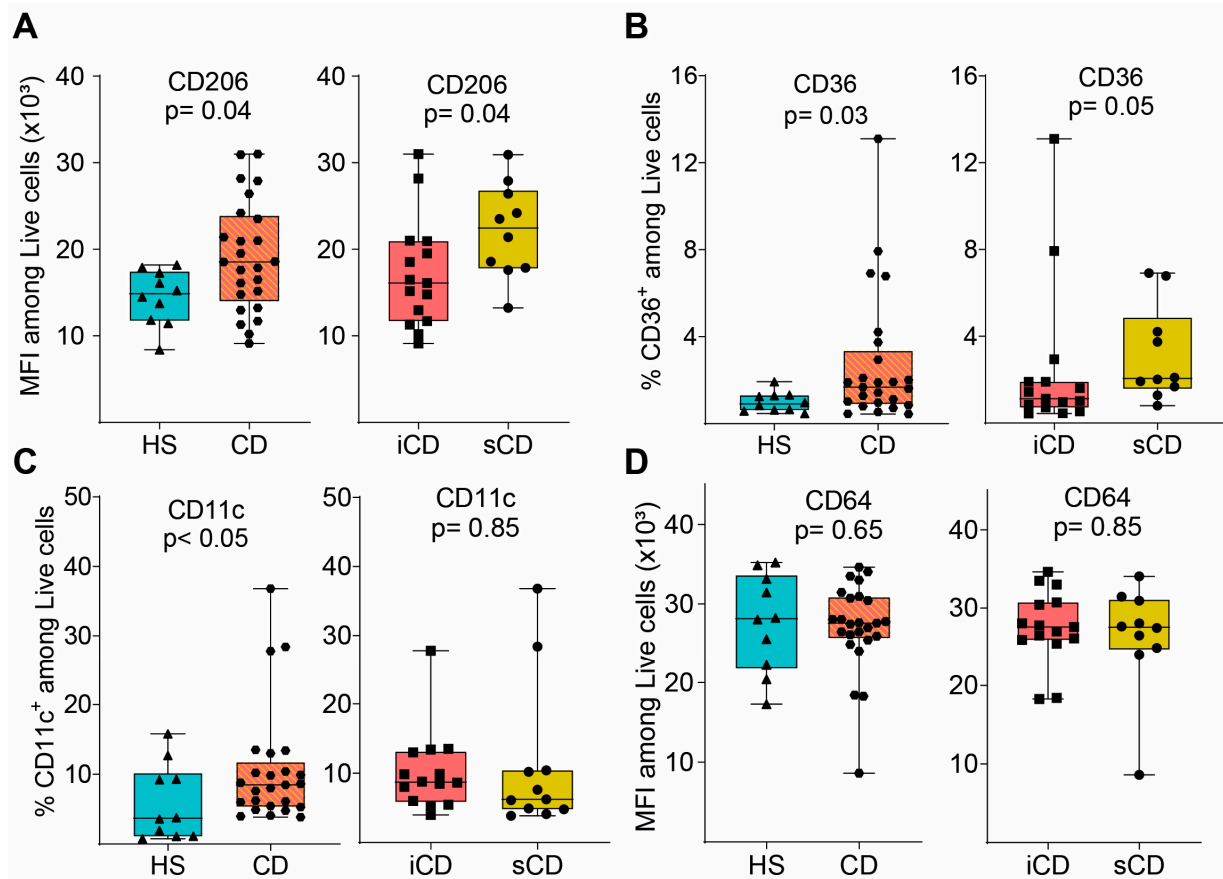 A
MFI among Live cells (x10³)
40
30
20
10
CD206
p= 0.04
HS
CD
40
30
20
10
CD206
p= 0.04
iCD
sCD
B
% CD36⁺ among Live cells
16
12
8
4
CD36
p= 0.03
HS
CD
16
12
8
4
CD36
p= 0.05
iCD
sCD
C
% CD11c⁺ among Live cells
50
40
30
20
10
CD11c
p< 0.05
HS
CD
50
40
30
20
10
CD11c
p= 0.85
iCD
sCD
D
MFI among Live cells (x10³)
40
30
20
10
CD64
p= 0.65
HS
CD
40
30
20
10
CD64
p= 0.85
iCD
sCD